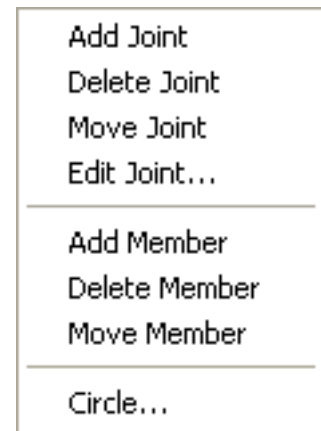 Add Joint
Delete Joint
Move Joint
Edit Joint...
Add Member
Delete Member
Move Member
Circle...